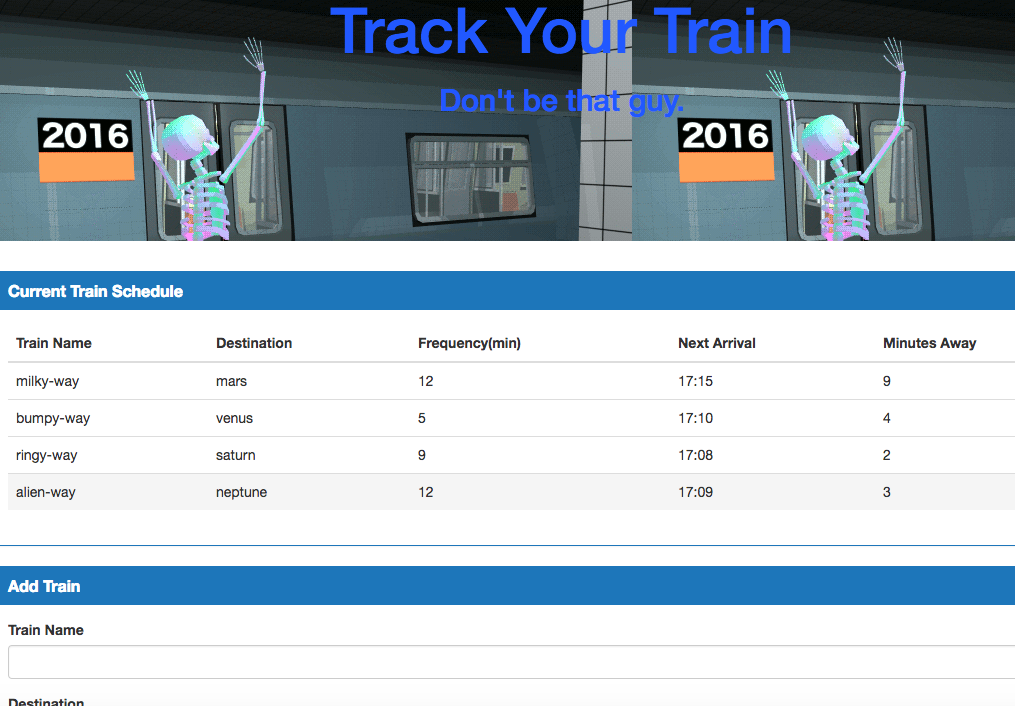 Track Your Train
Don't be that guy.
2016
2016
Current Train Schedule
Train Name Destination Frequency(min) Next Arrival Minutes Away
milky-way mars 12 17:15 9
bumpy-way venus 5 17:10 4
ringy-way saturn 9 17:08 2
alien-way neptune 12 17:09 3
Add Train
Train Name
Destination